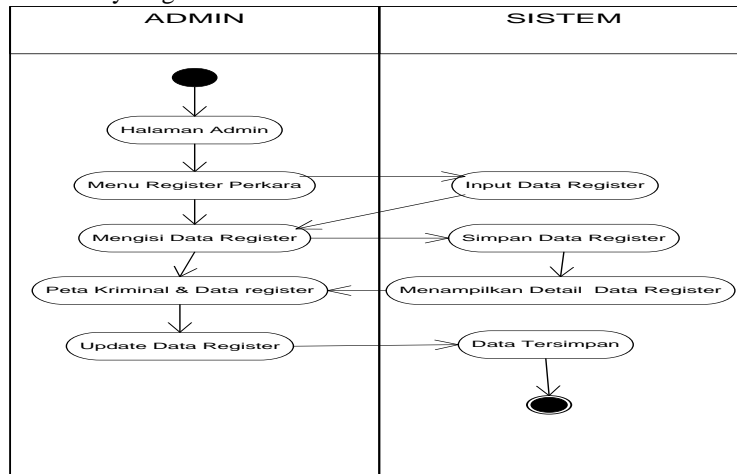 ADMIN
SISTEM
Halaman Admin
Menu Register Perkara
Input Data Register
Mengisi Data Register
Simpan Data Register
Peta Kriminal & Data register
Menampilkan Detail Data Register
Update Data Register
Data Tersimpan